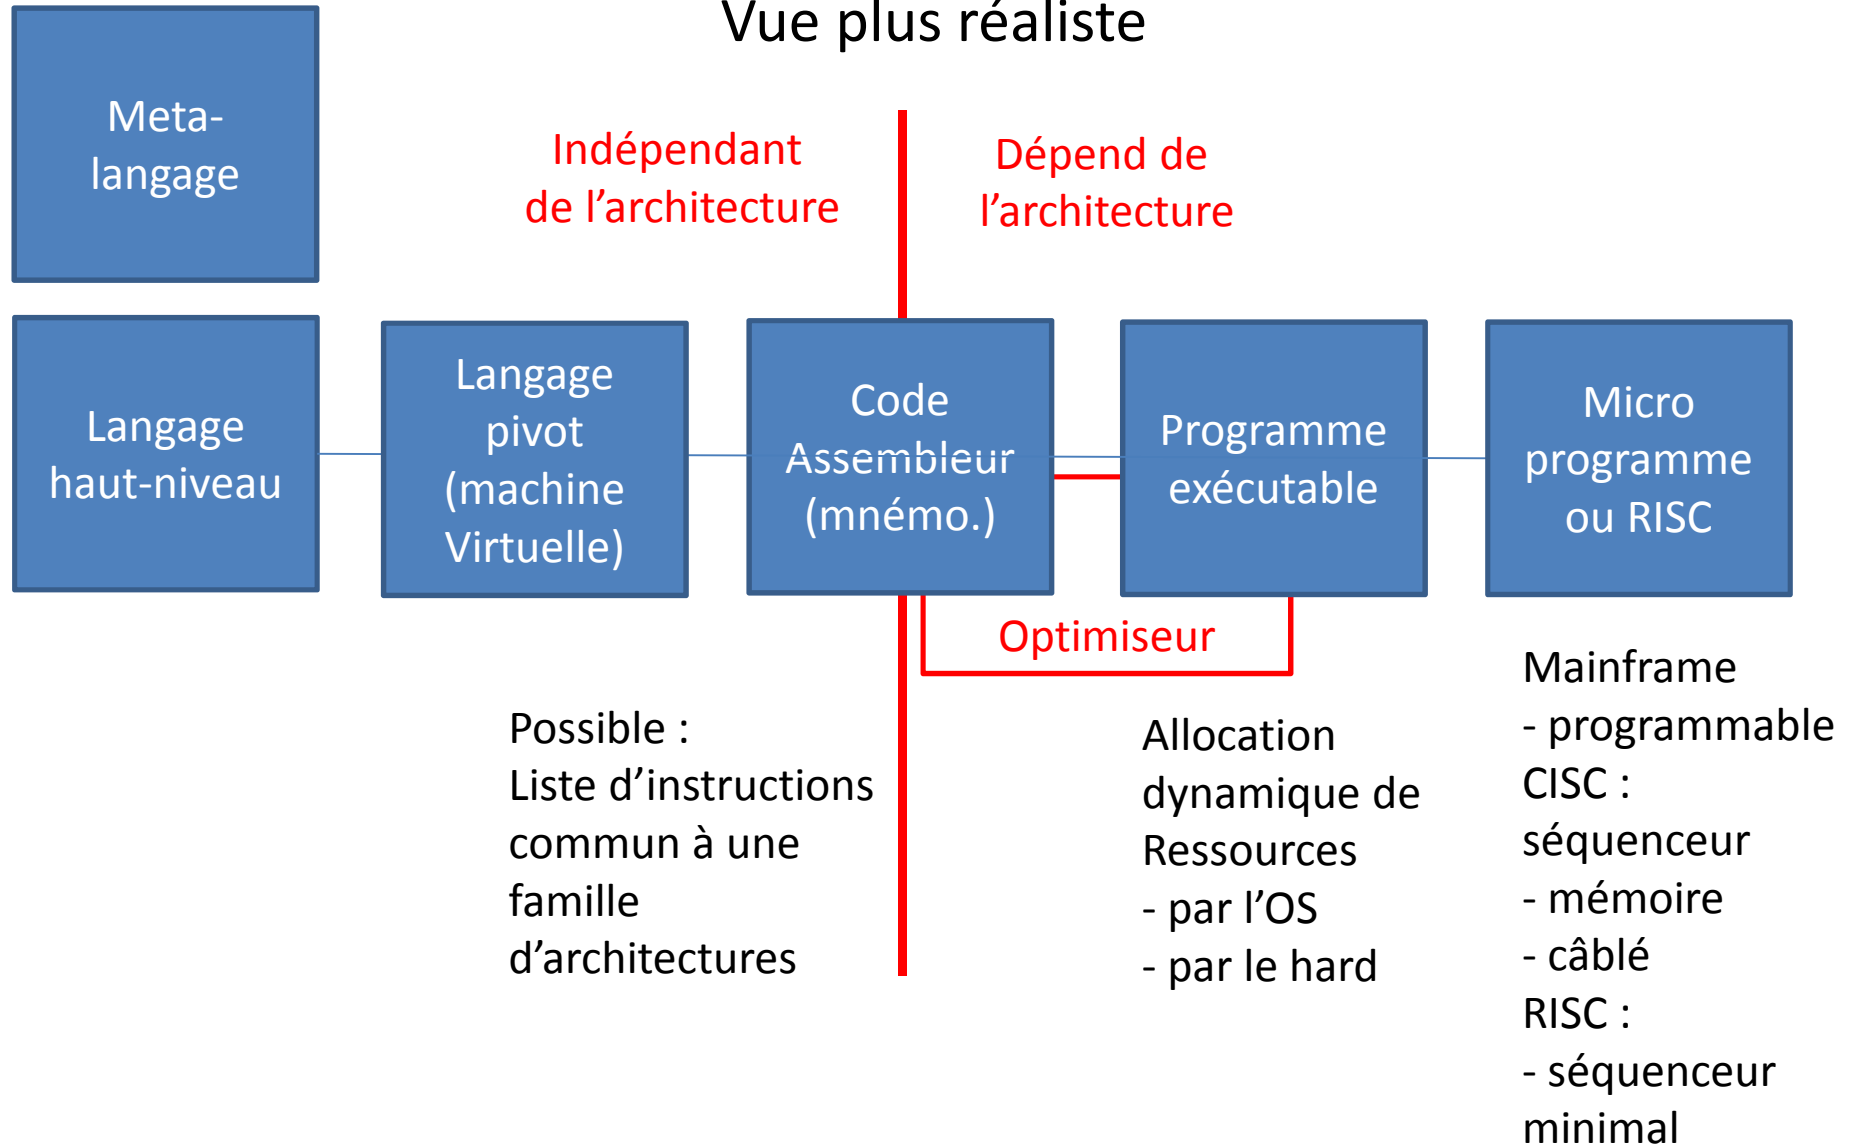 Vue plus réaliste
Meta-
langage
Indépendant
de l’architecture
Dépend de
l’architecture
Langage
haut-niveau
Langage
pivot
(machine
Virtuelle)
Code
Assembleur
(mnémo.)
Programme
exécutable
Micro
programme
ou RISC
Optimiseur
Possible :
Liste d’instructions
commun à une
famille
d’architectures
Allocation
dynamique de
Ressources
- par l’OS
- par le hard
Mainframe
- programmable
CISC :
séquenceur
- mémoire
- câblé
RISC :
- séquenceur
minimal